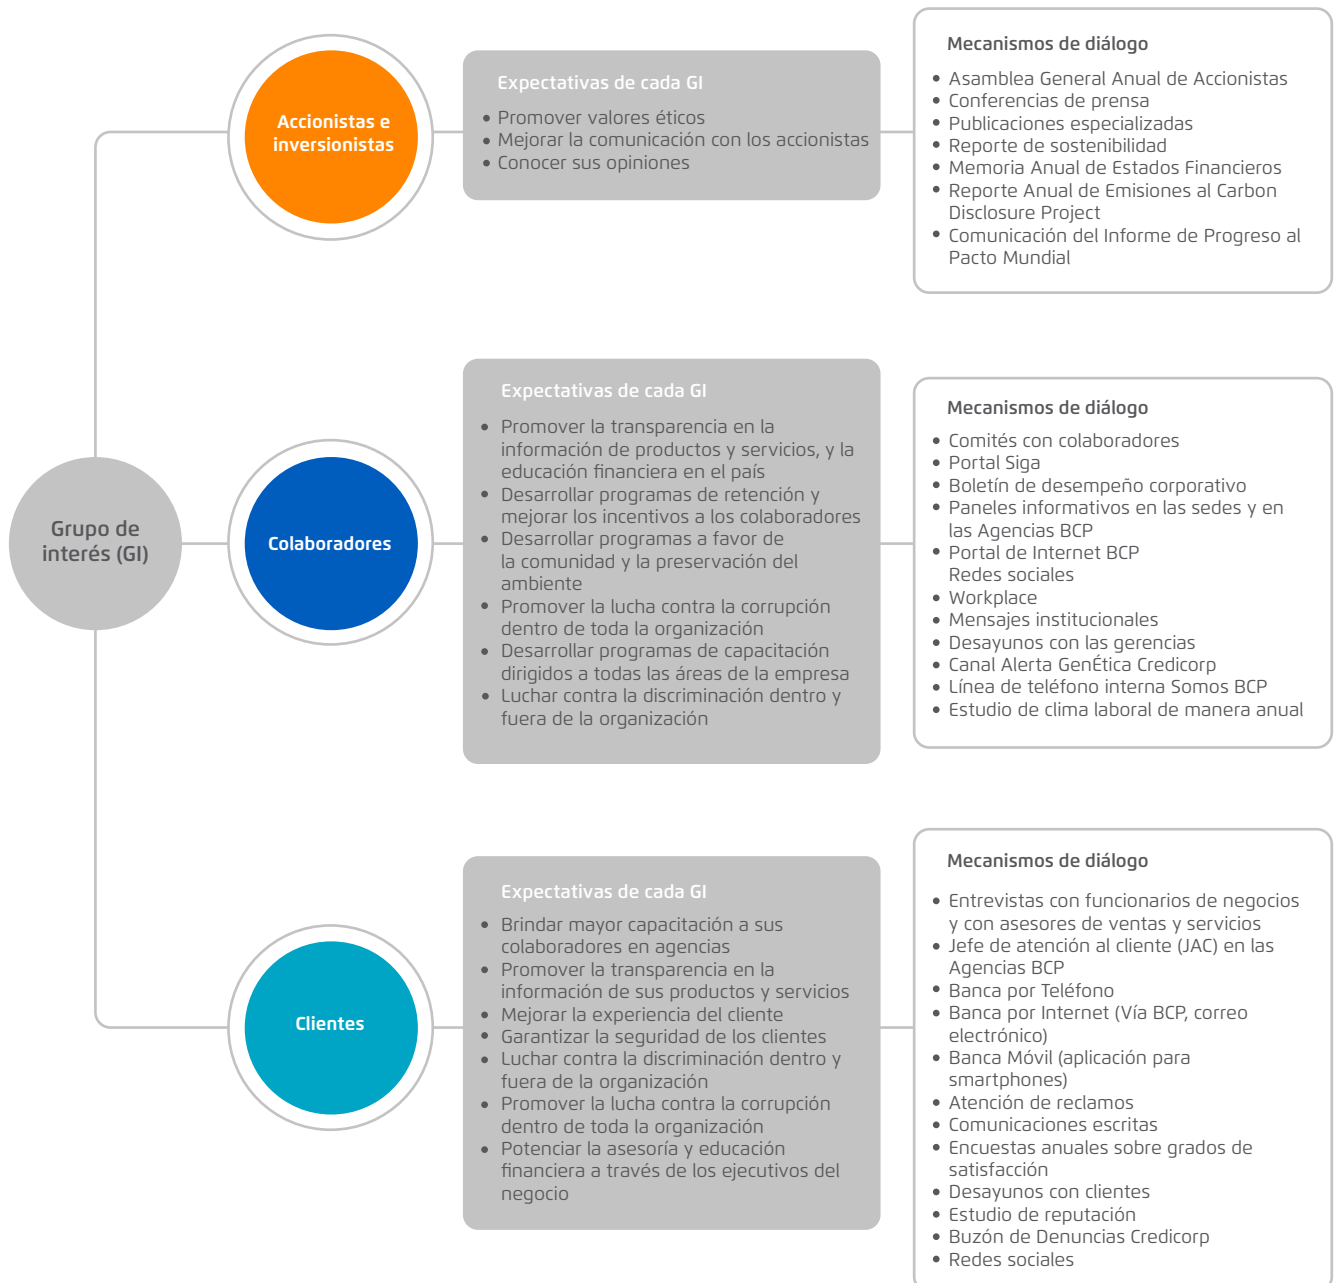 Grupo de
interés (GI)
Accionistas e
inversionistas
Expectativas de cada GI
• Promover valores éticos
• Mejorar la comunicación con los accionistas
• Conocer sus opiniones
Mecanismos de diálogo
• Asamblea General Anual de Accionistas
• Conferencias de prensa
• Publicaciones especializadas
• Reporte de sostenibilidad
• Memoria Anual de Estados Financieros
• Reporte Anual de Emisiones al Carbon
Disclosure Project
• Comunicación del Informe de Progreso al
Pacto Mundial
Colaboradores
Expectativas de cada GI
• Promover la transparencia en la
información de productos y servicios, y la
educación financiera en el país
• Desarrollar programas de retención y
mejorar los incentivos a los colaboradores
• Desarrollar programas a favor de
la comunidad y la preservación del
ambiente
• Promover la lucha contra la corrupción
dentro de toda la organización
• Desarrollar programas de capacitación
dirigidos a todas las áreas de la empresa
• Luchar contra la discriminación dentro y
fuera de la organización
Mecanismos de diálogo
• Comités con colaboradores
• Portal Siga
• Boletín de desempeño corporativo
• Paneles informativos en las sedes y en
las Agencias BCP
• Portal de Internet BCP
Redes sociales
• Workplace
• Mensajes institucionales
• Desayunos con las gerencias
• Canal Alerta GenÉtica Credicorp
• Línea de teléfono interna Somos BCP
• Estudio de clima laboral de manera anual
Clientes
Expectativas de cada GI
• Brindar mayor capacitación a sus
colaboradores en agencias
• Promover la transparencia en la
información de sus productos y servicios
• Mejorar la experiencia del cliente
• Garantizar la seguridad de los clientes
• Luchar contra la discriminación dentro y
fuera de la organización
• Promover la lucha contra la corrupción
dentro de toda la organización
• Potenciar la asesoría y educación
financiera a través de los ejecutivos del
negocio
Mecanismos de diálogo
• Entrevistas con funcionarios de negocios
y con asesores de ventas y servicios
• Jefe de atención al cliente (JAC) en las
Agencias BCP
• Banca por Teléfono
• Banca por Internet (Vía BCP, correo
electrónico)
• Banca Móvil (aplicación para
smartphones)
• Atención de reclamos
• Comunicaciones escritas
• Encuestas anuales sobre grados de
satisfacción
• Desayunos con clientes
• Estudio de reputación
• Buzón de Denuncias Credicorp
• Redes sociales